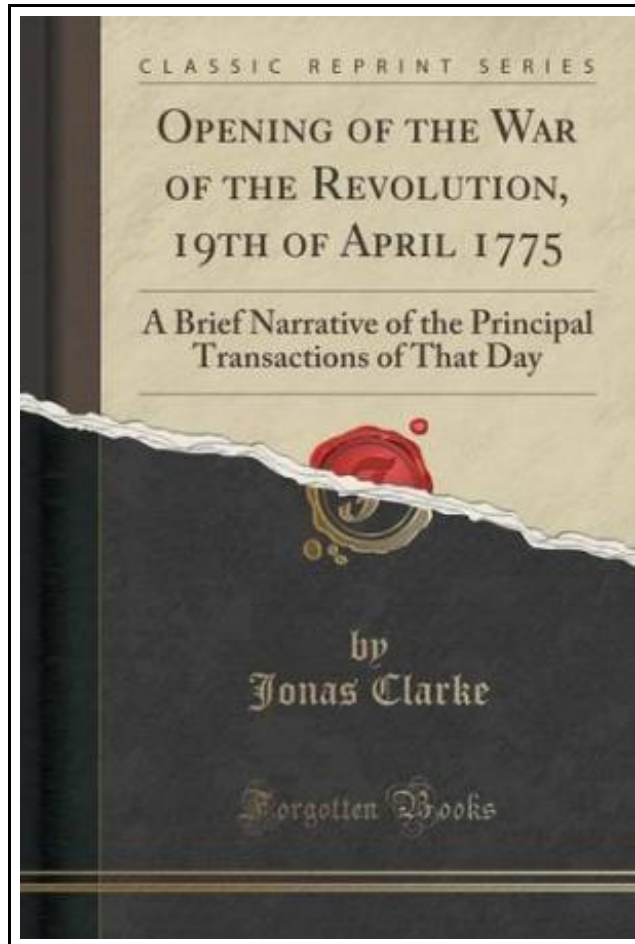 CLASSIC REPRINT SERIES
OPENING OF THE WAR
OF THE REVOLUTION,
19TH OF APRIL 1775
A Brief Narrative of the Principal
Transactions of That Day
by
Jonas Clarke
Forgotten Books